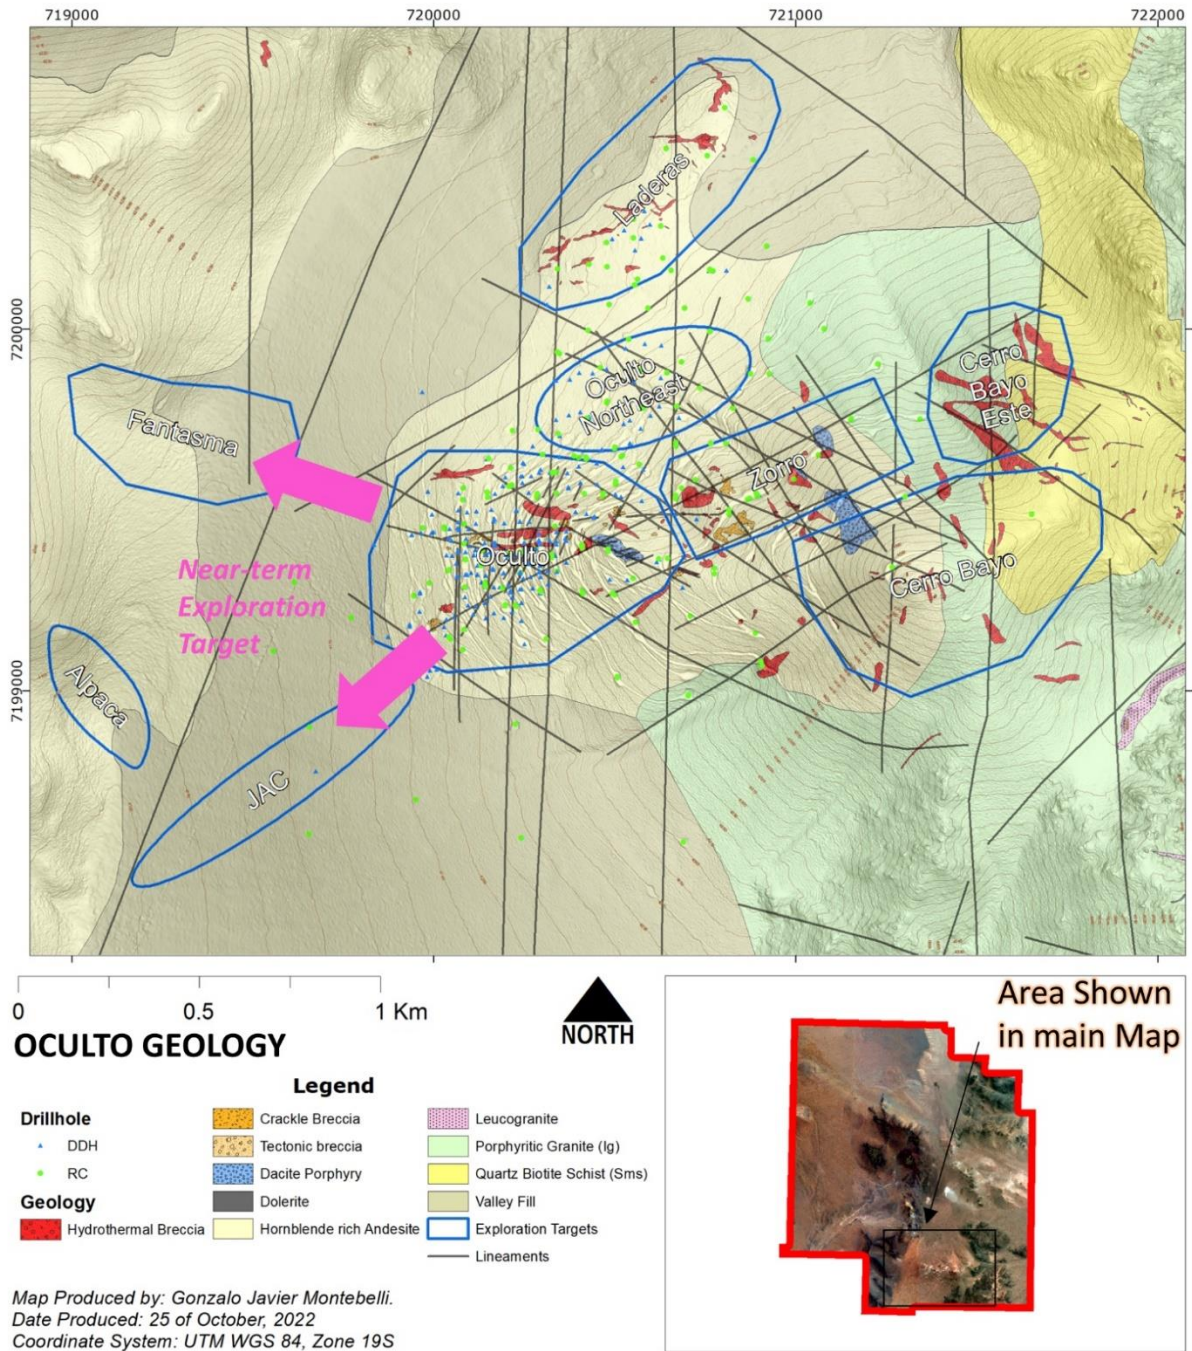 719000 720000 721000 722000
7200000
7199000
Laderas
Oculto
Northeast
Cerro
Bayo
Este
Fantasma
Zorro
Oculto
Cerro Bayo
Near-term
Exploration
Target
Alpaca
JAC
0 0.5 1 Km
NORTH
OCULTO GEOLOGY
Legend
Drillhole
DDH
RC
Geology
Hydrothermal Breccia
Crackle Breccia
Tectonic breccia
Dacite Porphyry
Dolerite
Hornblende rich Andesite
Leucogranite
Porphyritic Granite (Ig)
Quartz Biotite Schist (Sms)
Valley Fill
Exploration Targets
Lineaments
Area Shown
in main Map
Map Produced by: Gonzalo Javier Montebelli.
Date Produced: 25 of October, 2022
Coordinate System: UTM WGS 84, Zone 19S